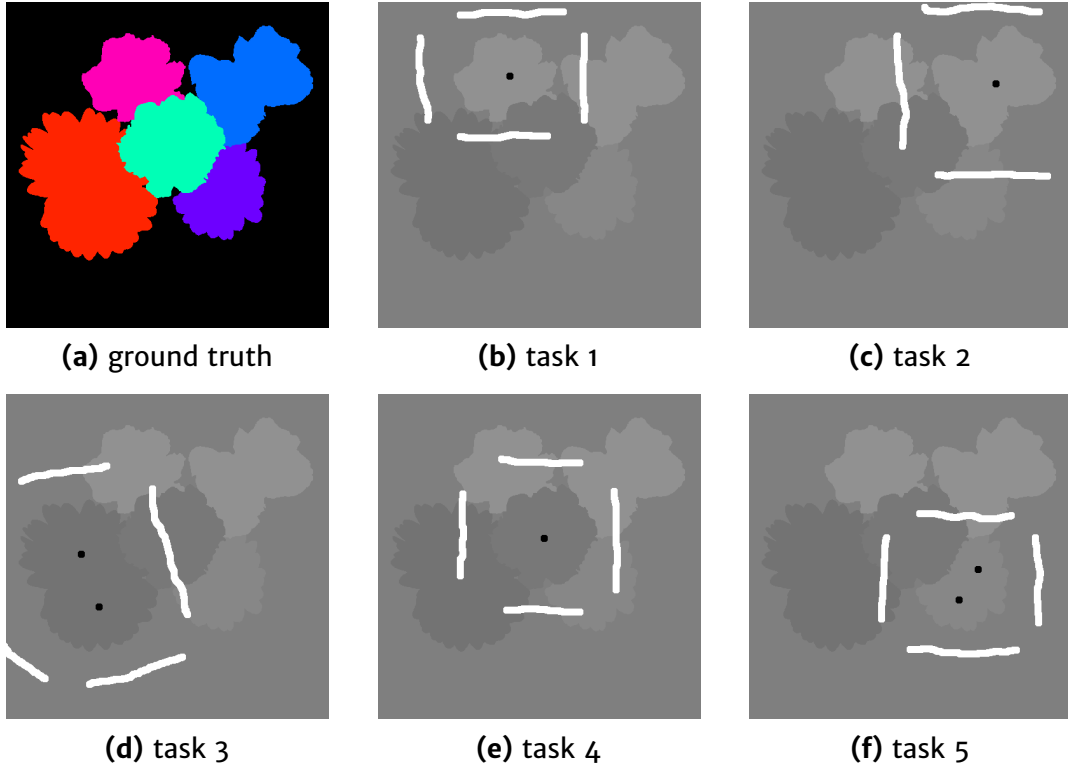 (a) ground truth
(b) task 1
(c) task 2
(d) task 3
(e) task 4
(f) task 5